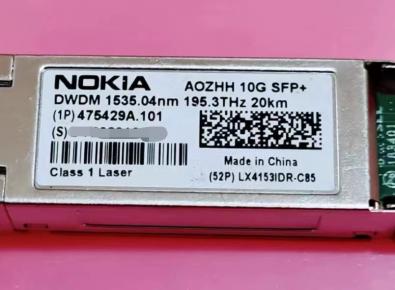 NOKIA AOZHH 10G SFP+
DWDM 1535.04nm 195.3THz 20km
(1P) 475429A.101
(S)
Made in China
Class 1 Laser (52P) LX4153IDR-C85